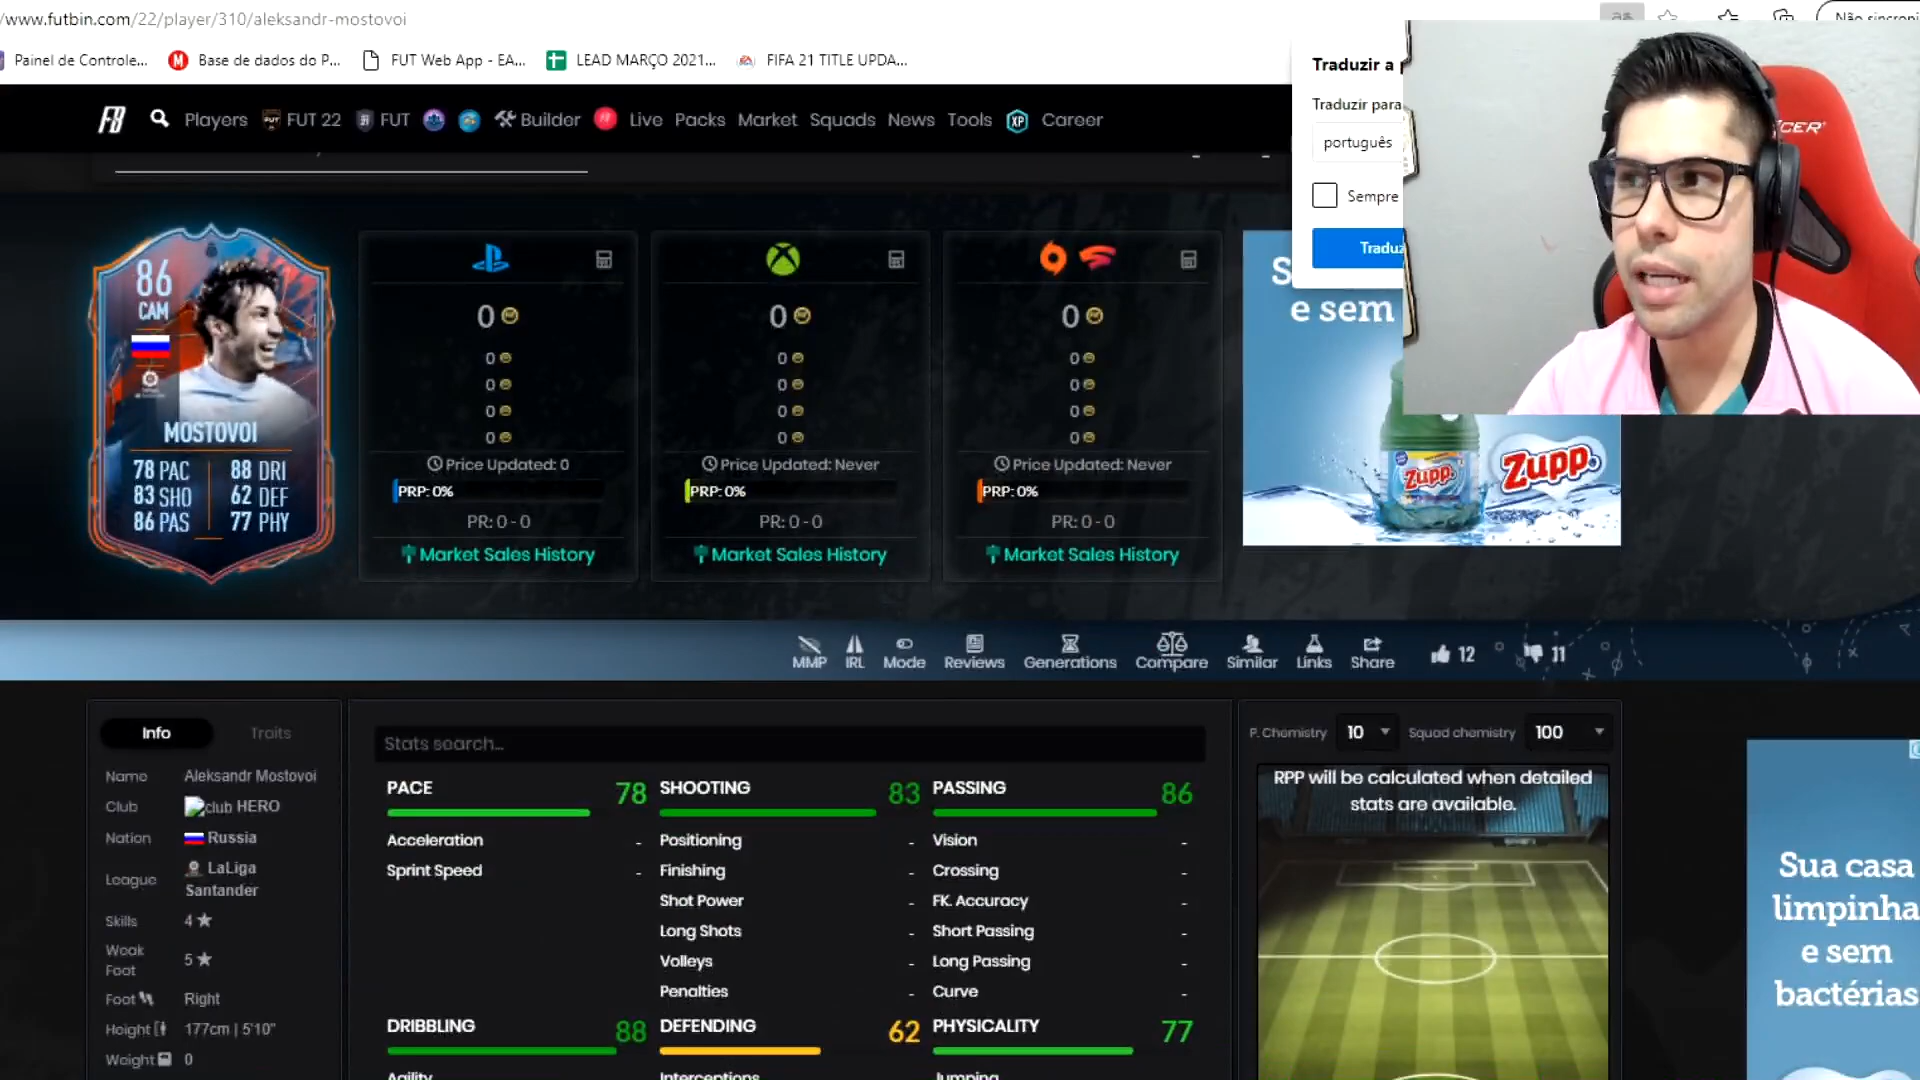 /www.futbin.com/22/player/310/aleksandr-mostovoi
Não sincroni
Painel de Controle...
Base de dados do P...
FUT Web App - EA...
LEAD MARÇO 2021...
FIFA 21 TITLE UPDA...
Traduzir a
Traduzir para
português
Sempre
Traduz
Players
FUT 22
FUT
Builder
Live
Packs
Market
Squads
News
Tools
XP
Career
86
CAM
MOSTOVOI
78 PAC
88 DRI
83 SHO
62 DEF
86 PAS
77 PHY
0
0
0
0
0
Price Updated: 0
PRP: 0%
PR: 0 - 0
Market Sales History
0
0
0
0
0
Price Updated: Never
PRP: 0%
PR: 0 - 0
Market Sales History
0
0
0
0
0
Price Updated: Never
PRP: 0%
PR: 0 - 0
Market Sales History
S
e sem
Zupp.
Zupp.
MMP
IRL
Mode
Reviews
Generations
Compare
Similar
Links
Share
12
11
Info
Traits
Name Aleksandr Mostovoi
Club club HERO
Nation Russia
League LaLiga
Santander
Skills 4★
Weak
Foot 5★
Foot Right
Height 177cm | 5'10"
Weight 0
Stats search...
PACE 78
Acceleration -
Sprint Speed -
SHOOTING 83
Positioning -
Finishing -
Shot Power -
Long Shots -
Volleys -
Penalties -
PASSING 86
Vision -
Crossing -
FK. Accuracy -
Short Passing -
Long Passing -
Curve -
DRIBBLING 88
Agility
DEFENDING 62
Interceptions
PHYSICALITY 77
Jumping
P. Chemistry 10
Squad chemistry 100
RPP will be calculated when detailed
stats are available.
Sua casa
limpinha
e sem
bactérias